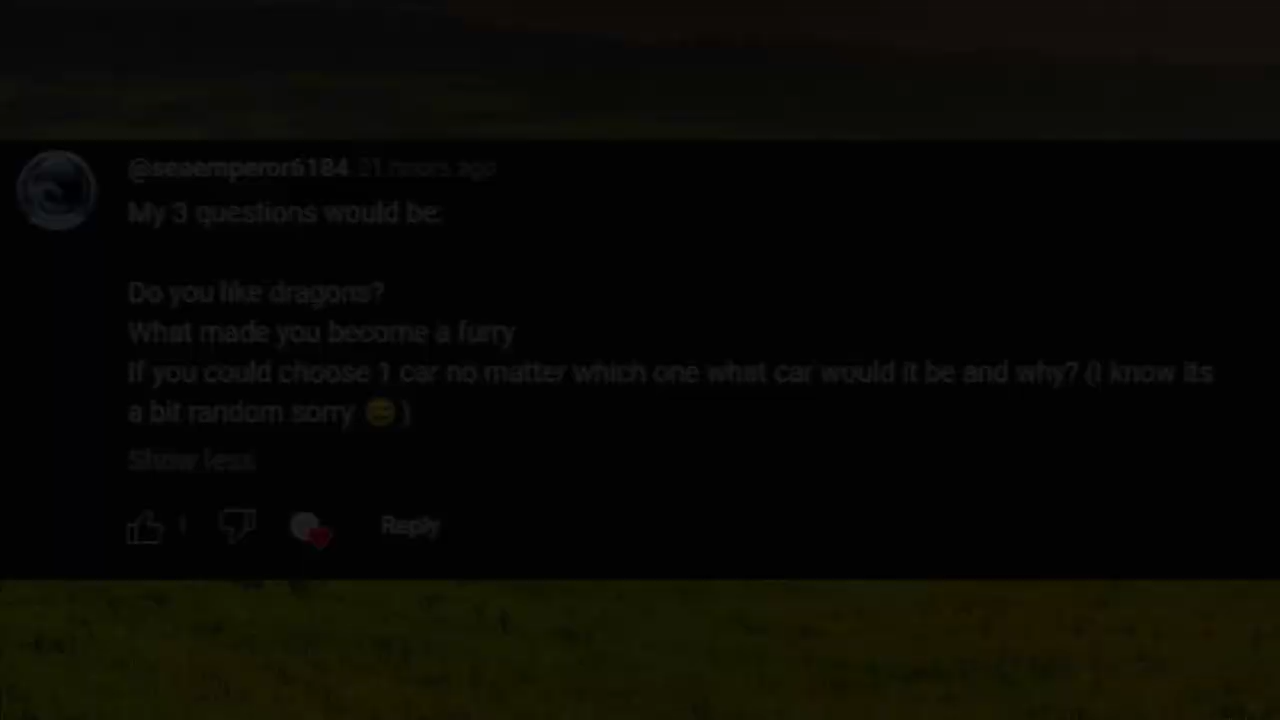 @seaemperor6184 21 hours ago
My 3 questions would be:
Do you like dragons?
What made you become a furry
If you could choose 1 car no matter which one what car would it be and why? (I know its
a bit random sorry 😅 )
Show less
1
Reply